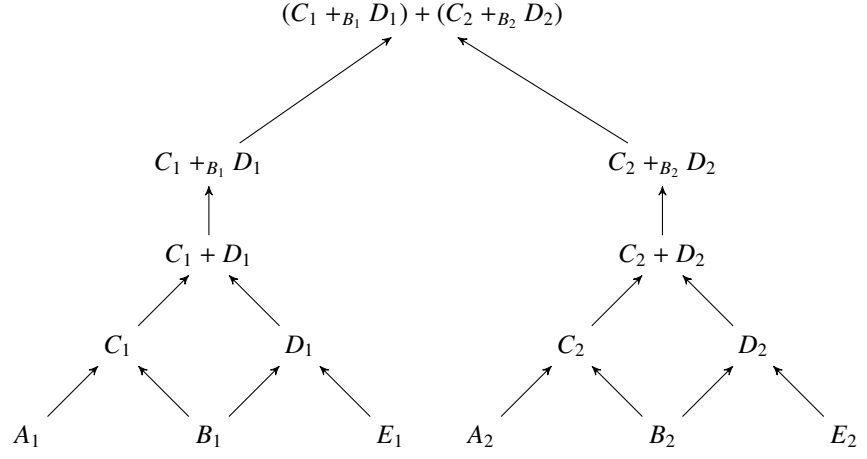 (C₁ +_{B₁} D₁) + (C₂ +_{B₂} D₂)
C₁ +_{B₁} D₁ C₂ +_{B₂} D₂
C₁ + D₁ C₂ + D₂
C₁ D₁ C₂ D₂
A₁ B₁ E₁ A₂ B₂ E₂